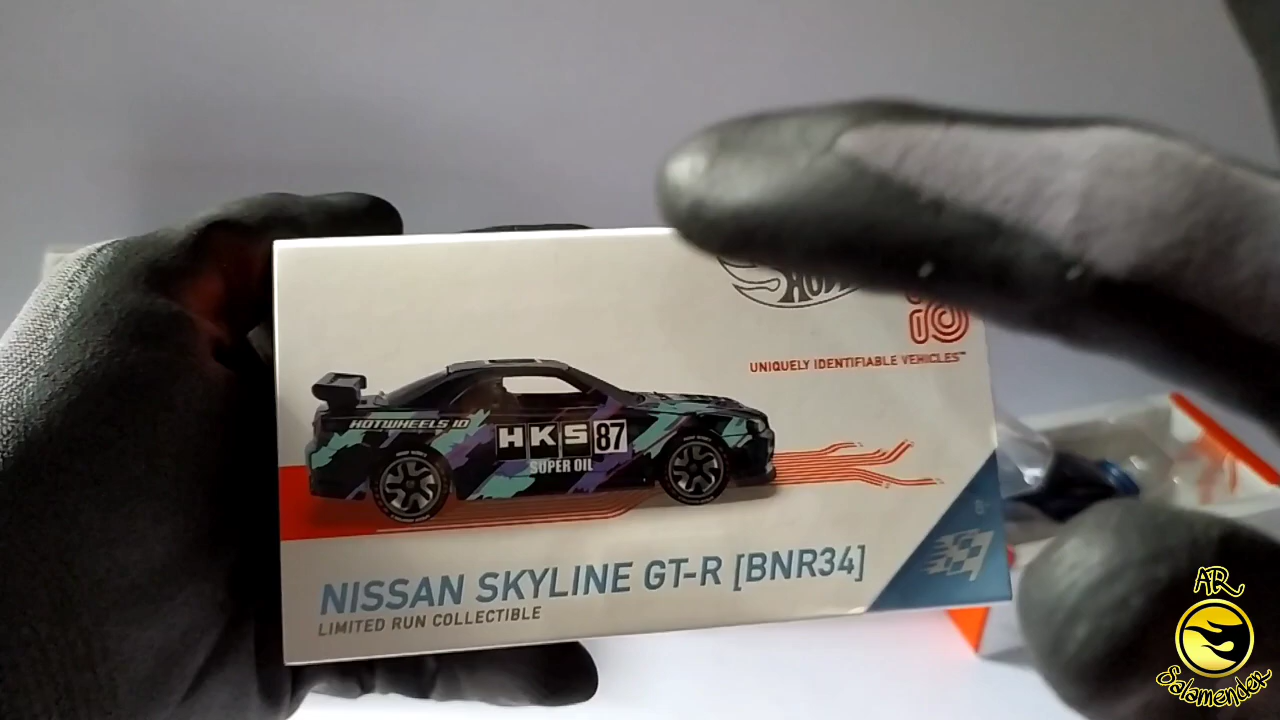 UNIQUELY IDENTIFIABLE VEHICLES™
HOTWHEELS ID
HKS 87
SUPER OIL
NISSAN SKYLINE GT-R [BNR34]
LIMITED RUN COLLECTIBLE
AR
Salamender